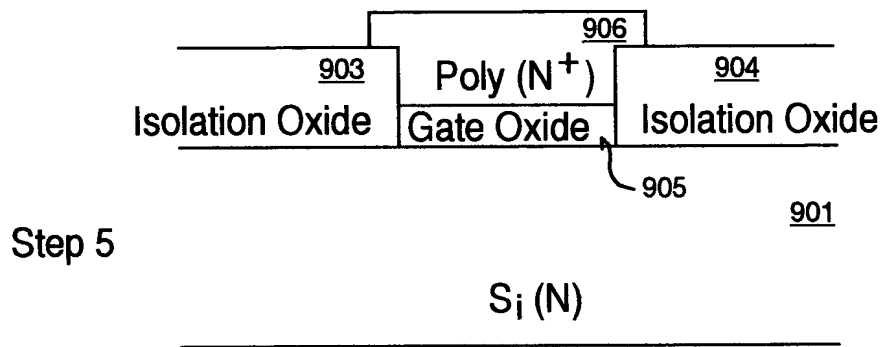 906
903
904
Poly (N+)
Isolation Oxide
Gate Oxide
Isolation Oxide
905
901
Step 5
Si (N)